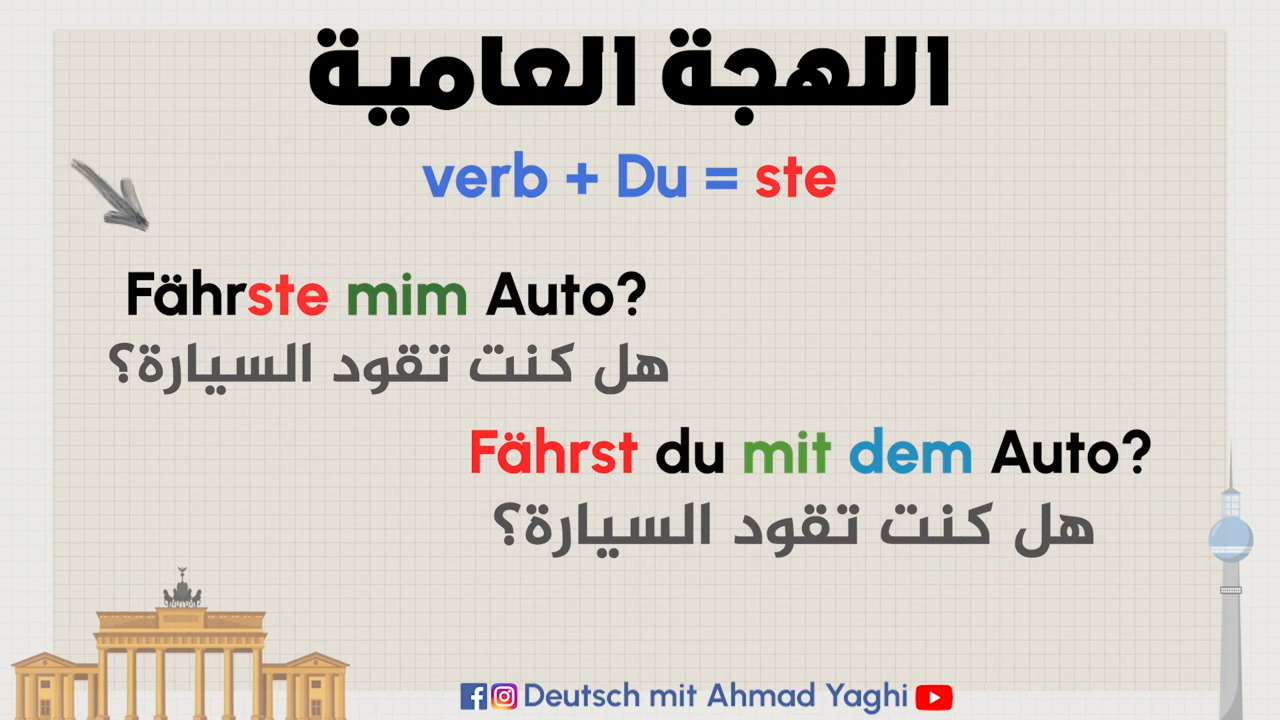 اللهجة العامية
verb + Du = ste
Fährste mim Auto?
هل كنت تقود السيارة؟
Fährst du mit dem Auto?
هل كنت تقود السيارة؟
Deutsch mit Ahmad Yaghi